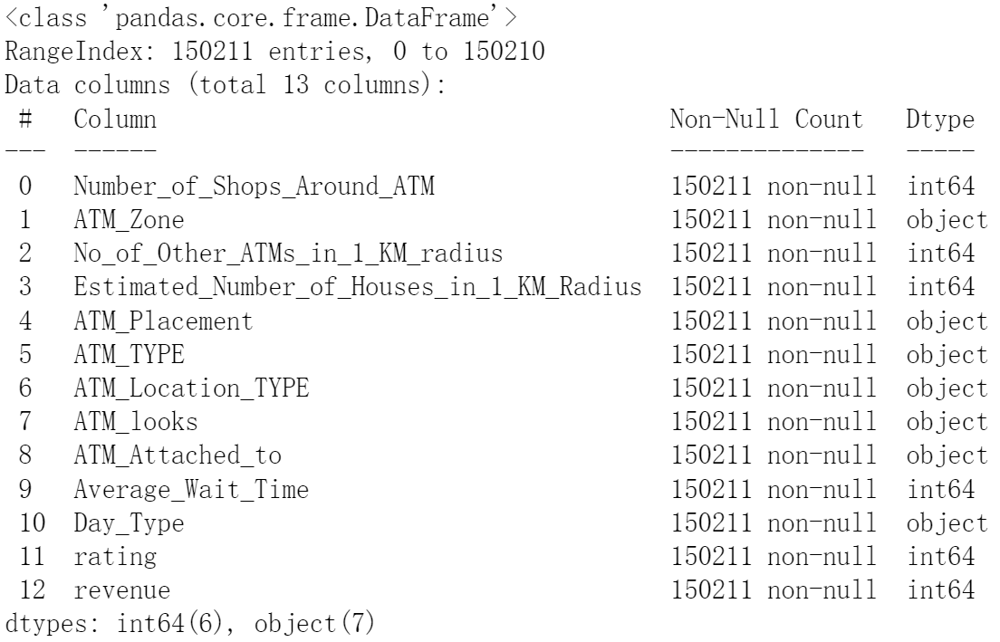 <class 'pandas.core.frame.DataFrame'>
RangeIndex: 150211 entries, 0 to 150210
Data columns (total 13 columns):
 #   Column                                    Non-Null Count   Dtype
---  ------                                    --------------   -----
 0   Number_of_Shops_Around_ATM                150211 non-null  int64
 1   ATM_Zone                                  150211 non-null  object
 2   No_of_Other_ATMs_in_1_KM_radius           150211 non-null  int64
 3   Estimated_Number_of_Houses_in_1_KM_Radius  150211 non-null  int64
 4   ATM_Placement                             150211 non-null  object
 5   ATM_TYPE                                  150211 non-null  object
 6   ATM_Location_TYPE                         150211 non-null  object
 7   ATM_looks                                 150211 non-null  object
 8   ATM_Attached_to                           150211 non-null  object
 9   Average_Wait_Time                         150211 non-null  int64
 10  Day_Type                                  150211 non-null  object
 11  rating                                    150211 non-null  int64
 12  revenue                                   150211 non-null  int64
dtypes: int64(6), object(7)